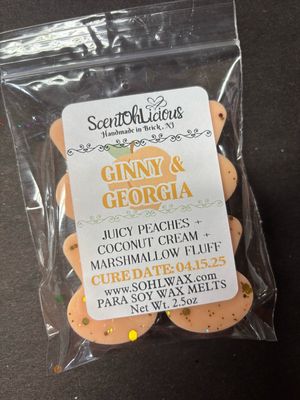 ScentOhLicious
Handmade in Brick, NJ
GINNY &
GEORGIA
JUICY PEACHES +
COCONUT CREAM +
MARSHMALLOW FLUFF
CURE DATE: 04.15.25
www.SOHLWAX.com
PARA SOY WAX MELTS
Net Wt. 2.5oz